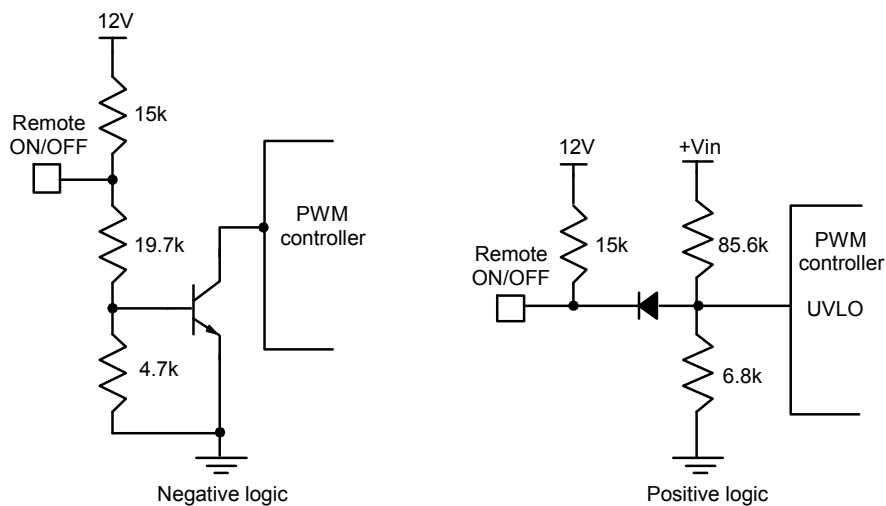 12V
15k
Remote
ON/OFF
19.7k
4.7k
PWM
controller
Negative logic
12V
+Vin
15k
85.6k
Remote
ON/OFF
PWM
controller
UVLO
6.8k
Positive logic